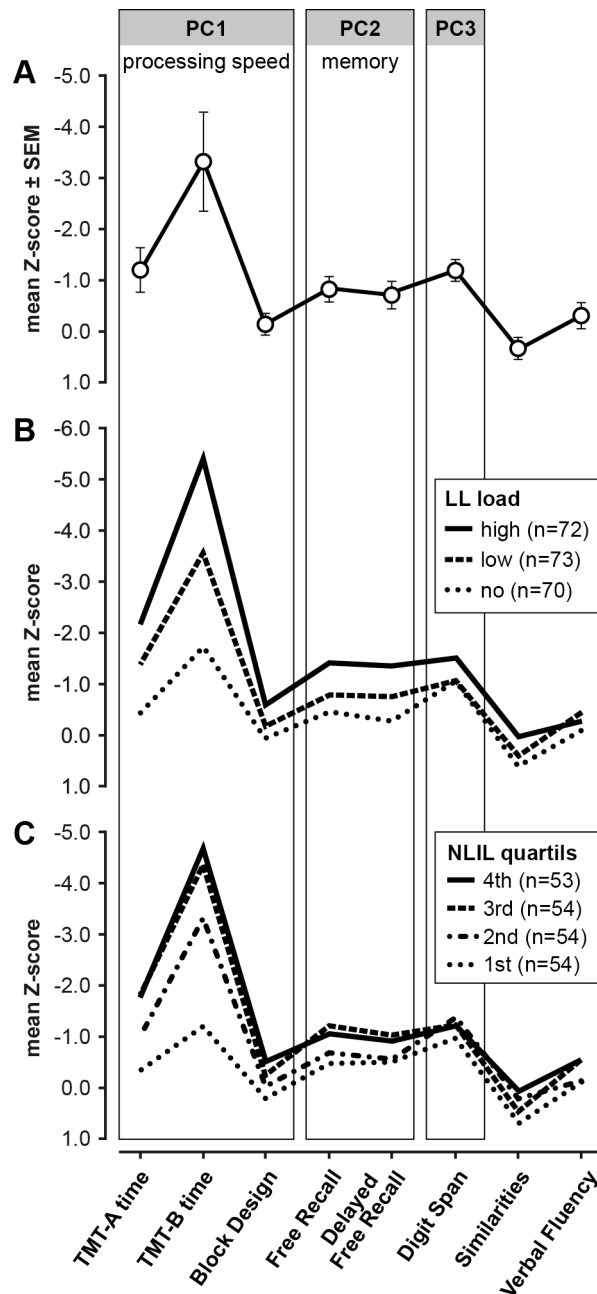 PC1 PC2 PC3
processing speed memory
A
-5.0
-4.0
-3.0
-2.0
-1.0
0.0
1.0
mean Z-score ± SEM
B
-6.0
-5.0
-4.0
-3.0
-2.0
-1.0
0.0
1.0
mean Z-score
LL load
high (n=72)
low (n=73)
no (n=70)
C
-5.0
-4.0
-3.0
-2.0
-1.0
0.0
1.0
mean Z-score
NLIL quartils
4th (n=53)
3rd (n=54)
2nd (n=54)
1st (n=54)
TMT-A time
TMT-B time
Block Design
Free Recall
Delayed
Free Recall
Digit Span
Similarities
Verbal Fluency